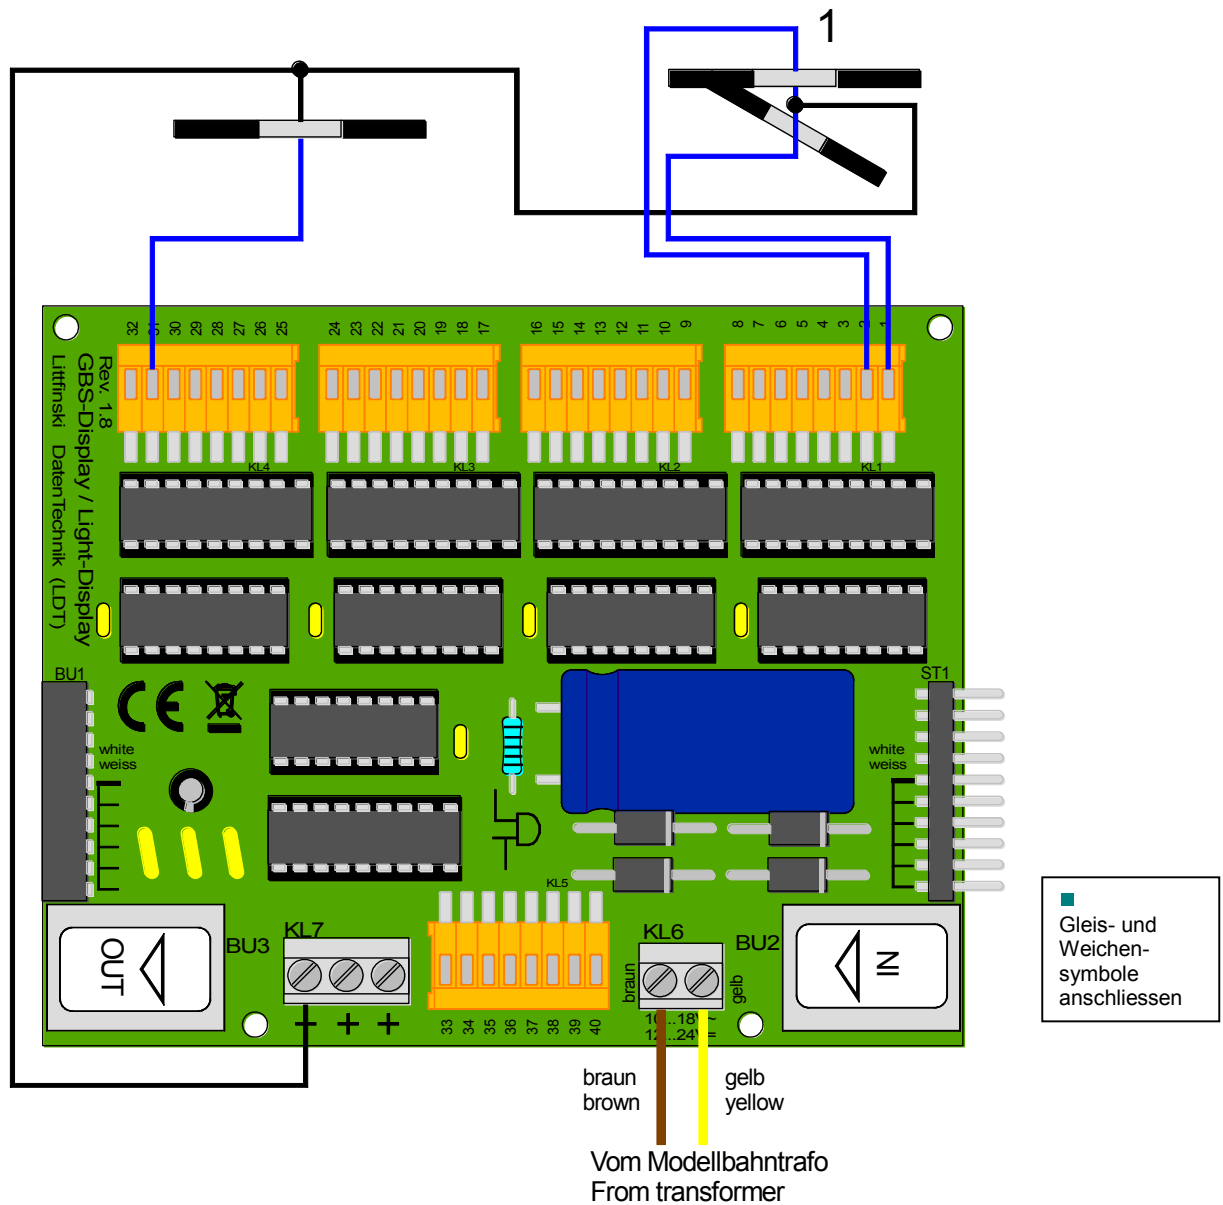 1
32 31 30 29 28 27 26 25
24 23 22 21 20 19 18 17
16 15 14 13 12 11 10 9
8 7 6 5 4 3 2 1
Rev. 1.8
GBS-Display / Light-Display
Littfinski DatenTechnik (LDT)
KL4
KL3
KL2
KL1
BU1
ST1
white
weiss
white
weiss
KL5
KL7
BU3
OUT
+ + +
33 34 35 36 37 38 39 40
KL6
BU2
IN
braun
gelb
10...18V~
12...24V=
braun
brown
gelb
yellow
Vom Modellbahntrafo
From transformer
Gleis- und
Weichen-
symbole
anschliessen